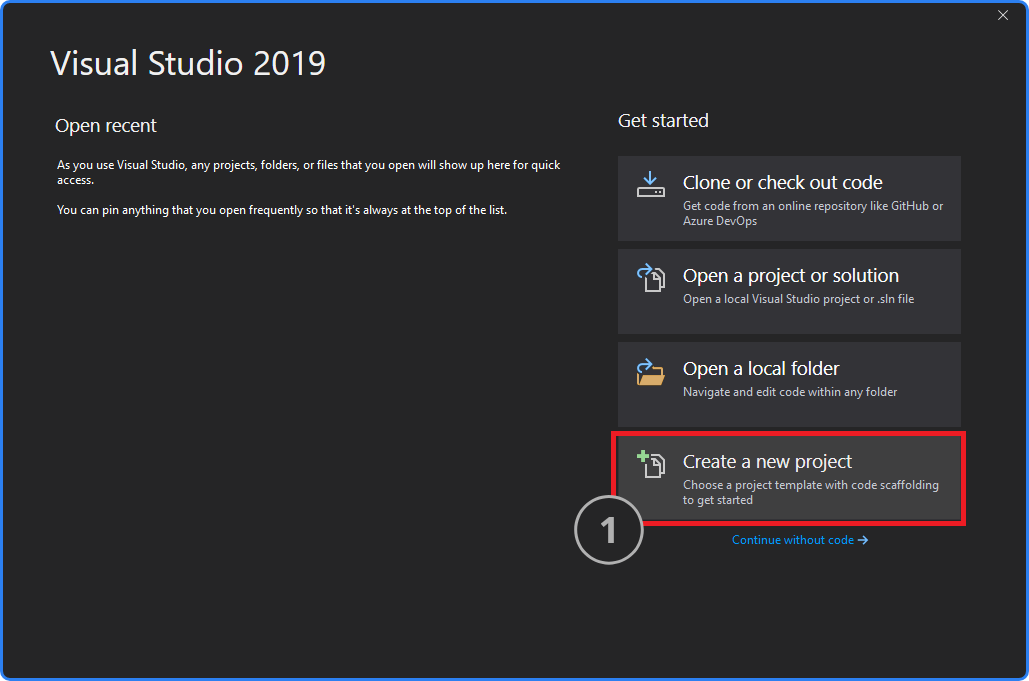 Visual Studio 2019
Open recent
As you use Visual Studio, any projects, folders, or files that you open will show up here for quick
access.
You can pin anything that you open frequently so that it's always at the top of the list.
Get started
Clone or check out code
Get code from an online repository like GitHub or
Azure DevOps
Open a project or solution
Open a local Visual Studio project or .sln file
Open a local folder
Navigate and edit code within any folder
Create a new project
Choose a project template with code scaffolding
to get started
1
Continue without code →